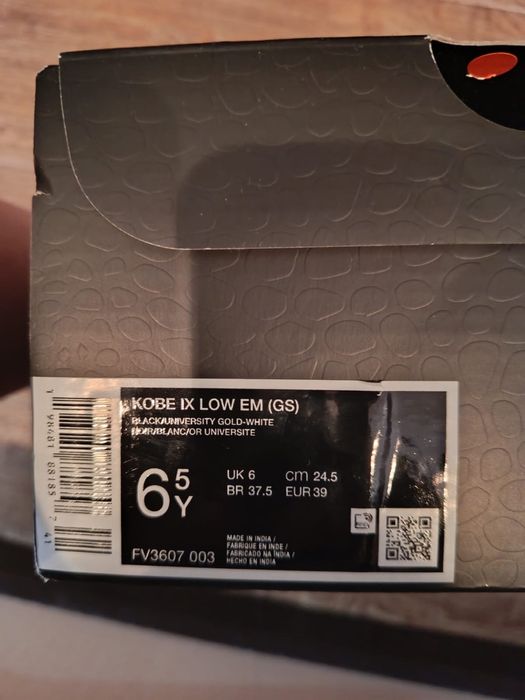 KOBE IX LOW EM (GS)
BLACK/UNIVERSITY GOLD-WHITE
NOIR/BLANC/OR UNIVERSITE
6 5 Y
UK 6 cm 24.5
BR 37.5 EUR 39
MADE IN INDIA /
FABRIQUE EN INDE /
FABRICADO NA ÍNDIA /
HECHO EN INDIA
FV3607 003